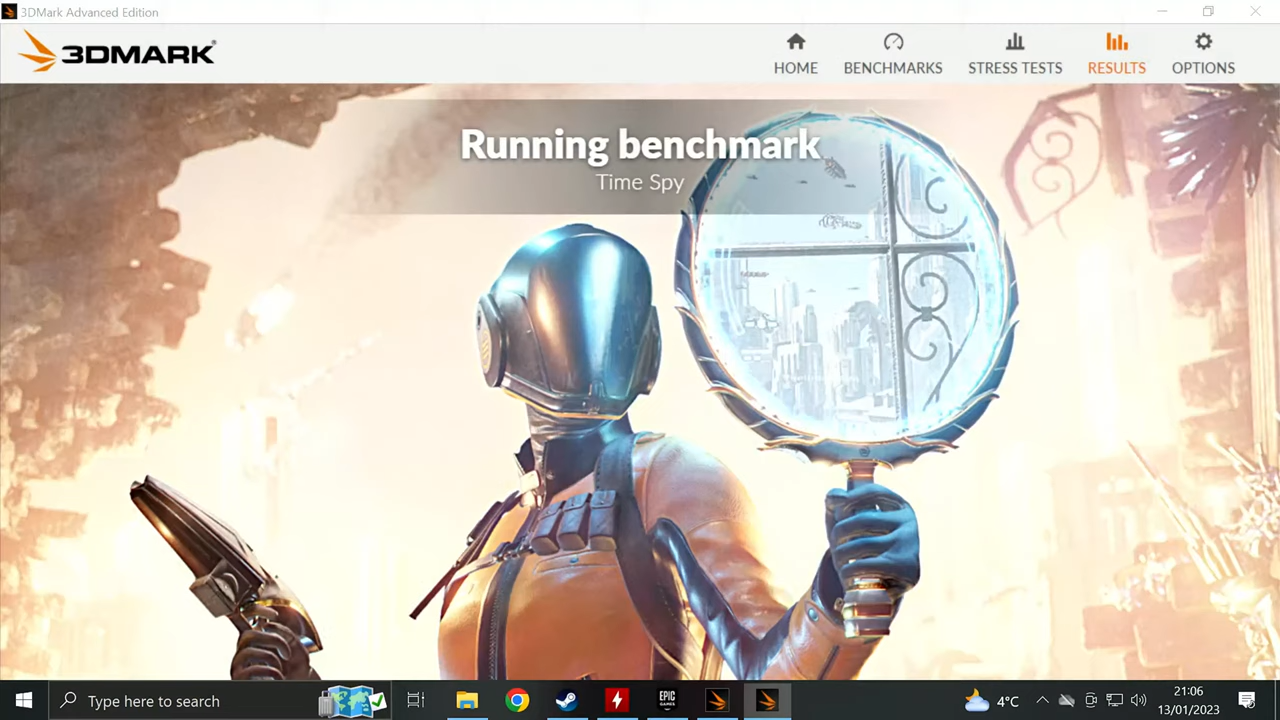 3DMark Advanced Edition
3DMARK
HOME
BENCHMARKS
STRESS TESTS
RESULTS
OPTIONS
Running benchmark
Time Spy
Type here to search
EPIC
GAMES
4°C
21:06
13/01/2023